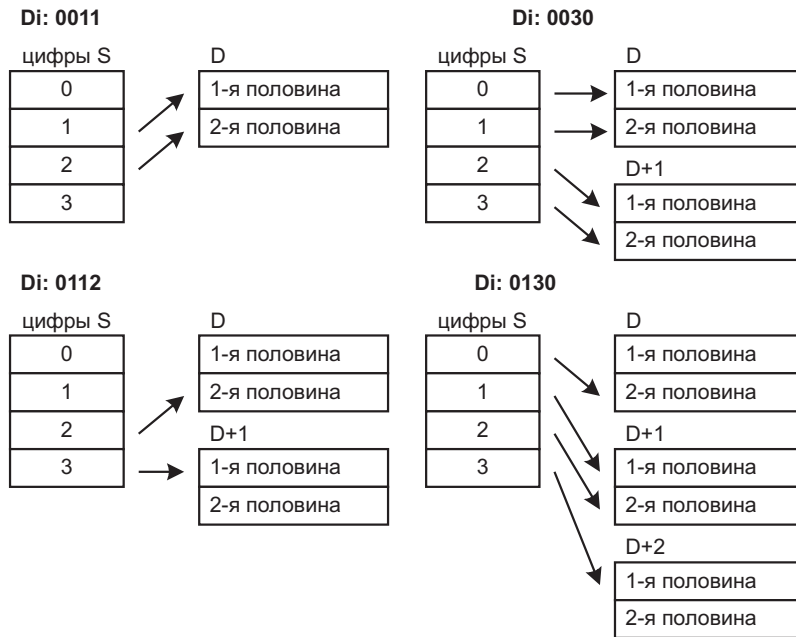 Di: 0011
цифры S
0
1
2
3
D
1-я половина
2-я половина
Di: 0030
цифры S
0
1
2
3
D
1-я половина
2-я половина
D+1
1-я половина
2-я половина
Di: 0112
цифры S
0
1
2
3
D
1-я половина
2-я половина
D+1
1-я половина
2-я половина
Di: 0130
цифры S
0
1
2
3
D
1-я половина
2-я половина
D+1
1-я половина
2-я половина
D+2
1-я половина
2-я половина